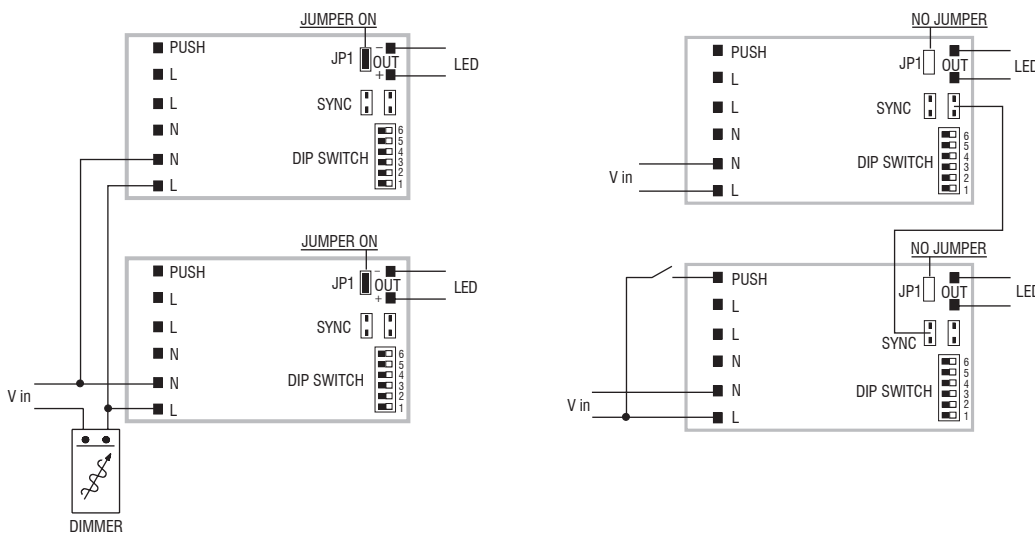 JUMPER ON
PUSH
L
L
N
N
L
JP1
−
OUT
+
LED
SYNC
DIP SWITCH
6
5
4
3
2
1
JUMPER ON
PUSH
L
L
N
N
L
JP1
−
OUT
+
LED
SYNC
DIP SWITCH
6
5
4
3
2
1
V in
DIMMER
NO JUMPER
PUSH
L
L
N
N
L
JP1
OUT
LED
SYNC
DIP SWITCH
6
5
4
3
2
1
V in
NO JUMPER
PUSH
L
L
N
N
L
JP1
OUT
LED
SYNC
DIP SWITCH
6
5
4
3
2
1
V in